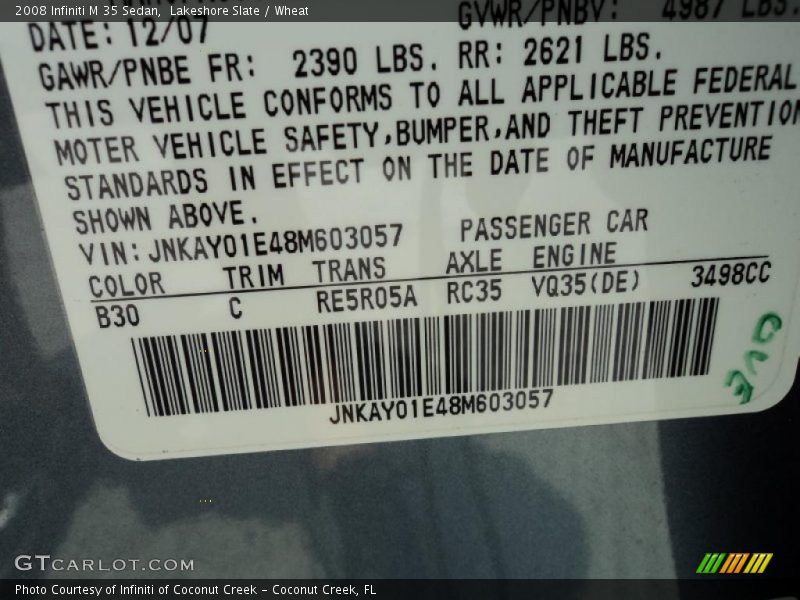 2008 Infiniti M 35 Sedan, Lakeshore Slate / Wheat
DATE: 12/07 GVWR/PNBV: 4987 LBS.
GAWR/PNBE FR: 2390 LBS. RR: 2621 LBS.
THIS VEHICLE CONFORMS TO ALL APPLICABLE FEDERAL
MOTER VEHICLE SAFETY,BUMPER,AND THEFT PREVENTION
STANDARDS IN EFFECT ON THE DATE OF MANUFACTURE
SHOWN ABOVE.
VIN:JNKAY01E48M603057 PASSENGER CAR
COLOR TRIM TRANS AXLE ENGINE
B30 C RE5R05A RC35 VQ35(DE) 3498CC
JNKAY01E48M603057
GTCARLOT.COM
Photo Courtesy of Infiniti of Coconut Creek - Coconut Creek, FL